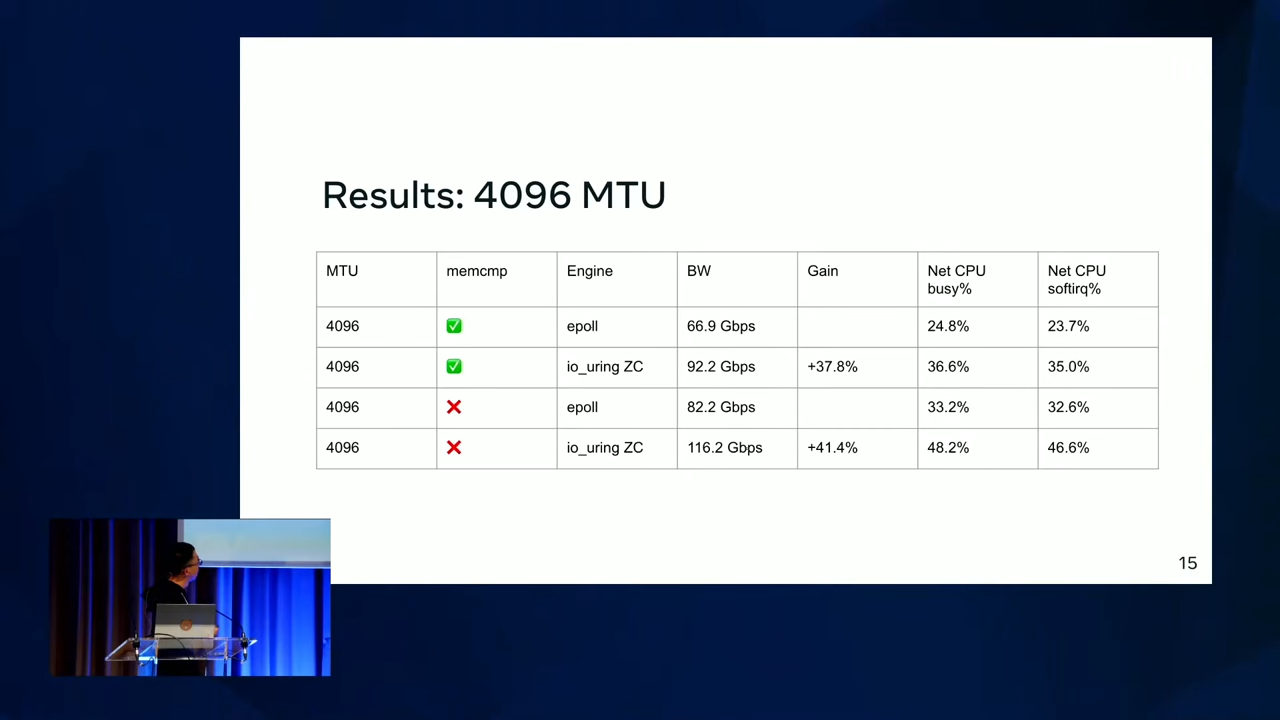 Results: 4096 MTU
MTU memcmp Engine BW Gain Net CPU busy% Net CPU softirq%
4096 ✅ epoll 66.9 Gbps 24.8% 23.7%
4096 ✅ io_uring ZC 92.2 Gbps +37.8% 36.6% 35.0%
4096 ❌ epoll 82.2 Gbps 33.2% 32.6%
4096 ❌ io_uring ZC 116.2 Gbps +41.4% 48.2% 46.6%
15